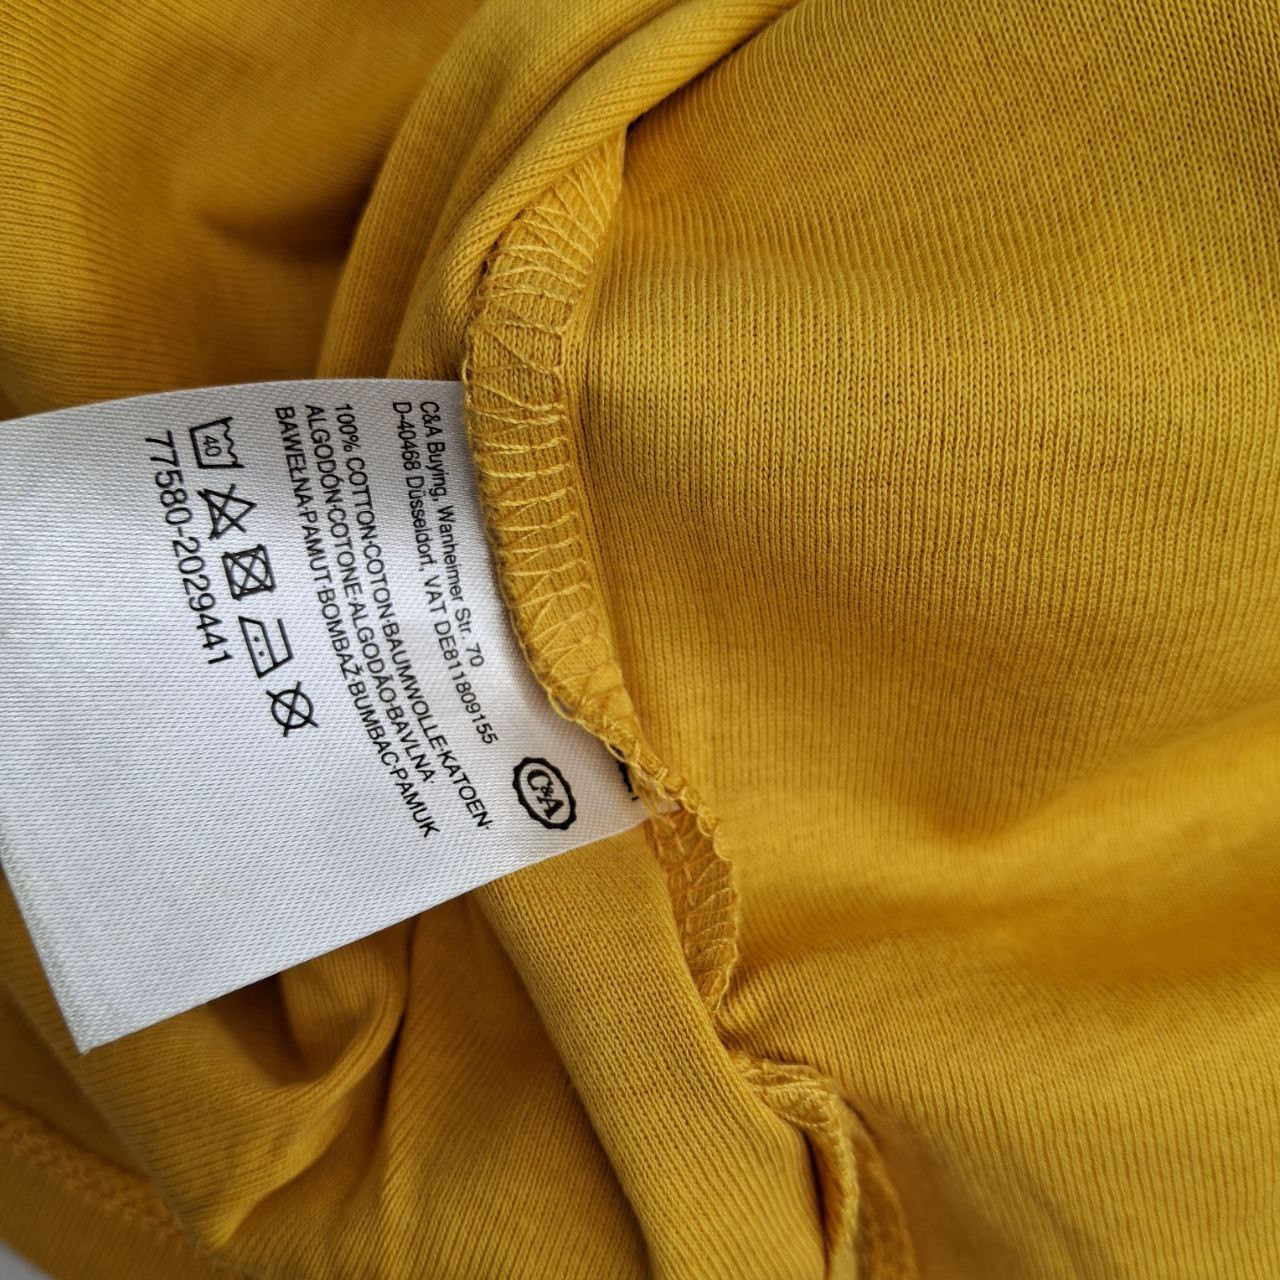 C&A
C&A Buying, Wanheimer Str. 70
D-40468 Düsseldorf, VAT DE811809155
100% COTTON·COTON·BAUMWOLLE·KATOEN·
ALGODÓN·COTONE·ALGODÃO·BAVLNA·
BAWEŁNA·PAMUT·BOMBAŽ·BUMBAC·PAMUK
40
77580-2029441